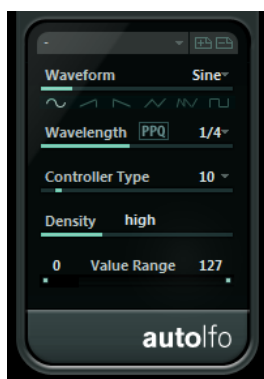 -
Waveform Sine
Wavelength PPQ 1/4
Controller Type 10
Density high
0 Value Range 127
autolfo